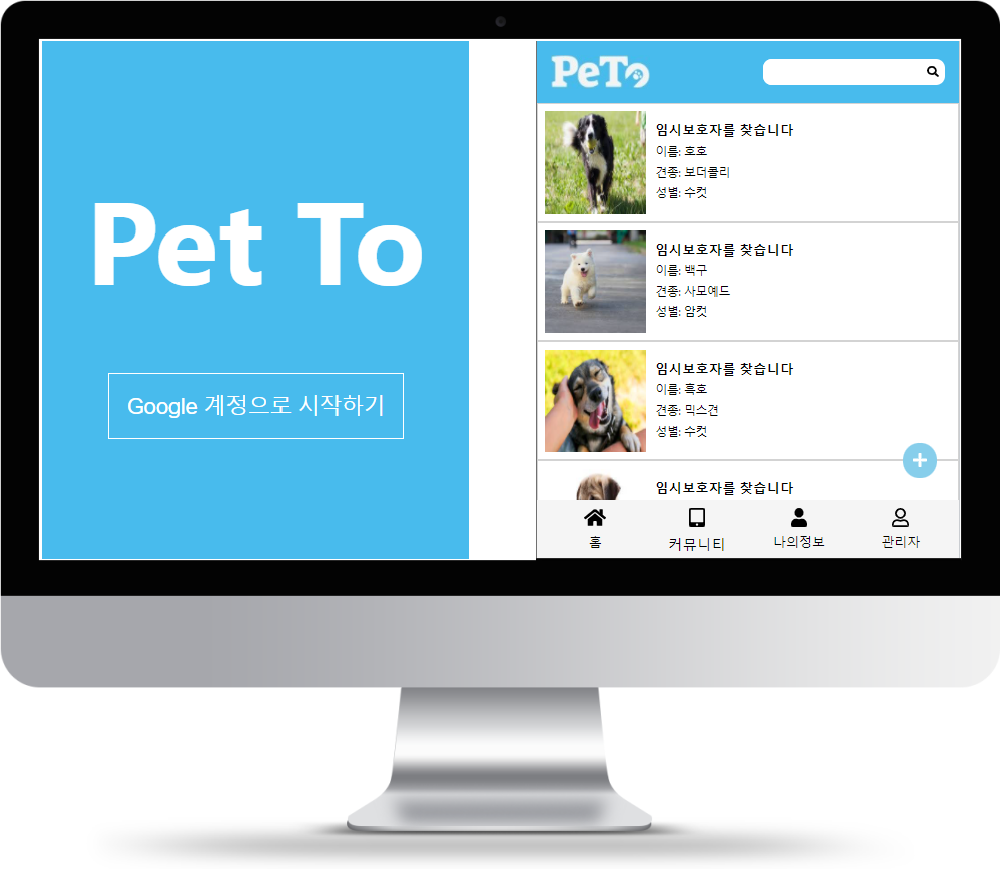 Pet To
Google 계정으로 시작하기
PeTo
임시보호자를 찾습니다
이름: 호호
견종: 보더콜리
성별: 수컷
임시보호자를 찾습니다
이름: 백구
견종: 사모예드
성별: 암컷
임시보호자를 찾습니다
이름: 흑호
견종: 믹스견
성별: 수컷
임시보호자를 찾습니다
홈
커뮤니티
나의정보
관리자